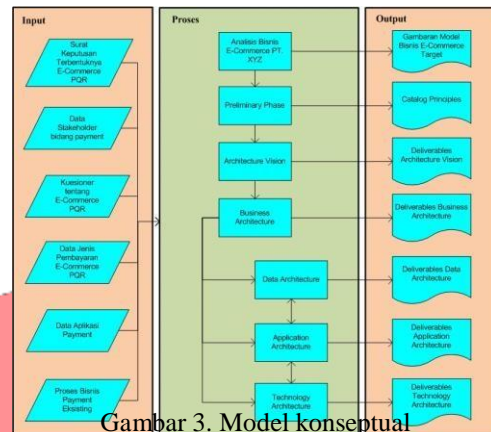 Input
Surat
Keputusan
Terbentuknya
E-Commerce
PQR
Data
Stakeholder
bidang payment
Kuesioner
tentang
E-Commerce
PQR
Data Jenis
Pembayaran
E-Commerce
PQR
Data Aplikasi
Payment
Proses Bisnis
Payment
Eksisting
Proses
Analisis Bisnis
E-Commerce PT.
XYZ
Preliminary Phase
Architecture Vision
Business
Architecture
Data Architecture
Application
Architecture
Technology
Architecture
Output
Gambaran Model
Bisnis E-Commerce
Target
Catalog Principles
Deliverables
Architecture Vision
Deliverables Business
Architecture
Deliverables Data
Architecture
Deliverables
Application
Architecture
Deliverables
Technology
Architecture
Gambar 3. Model konseptual